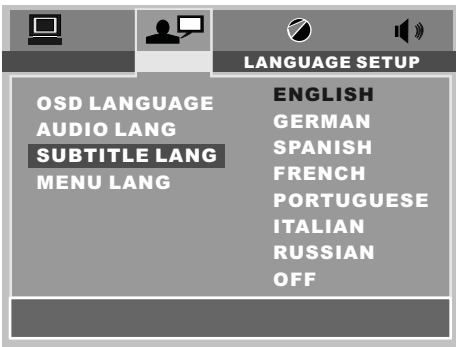 LANGUAGE SETUP
OSD LANGUAGE
AUDIO LANG
SUBTITLE LANG
MENU LANG
ENGLISH
GERMAN
SPANISH
FRENCH
PORTUGUESE
ITALIAN
RUSSIAN
OFF